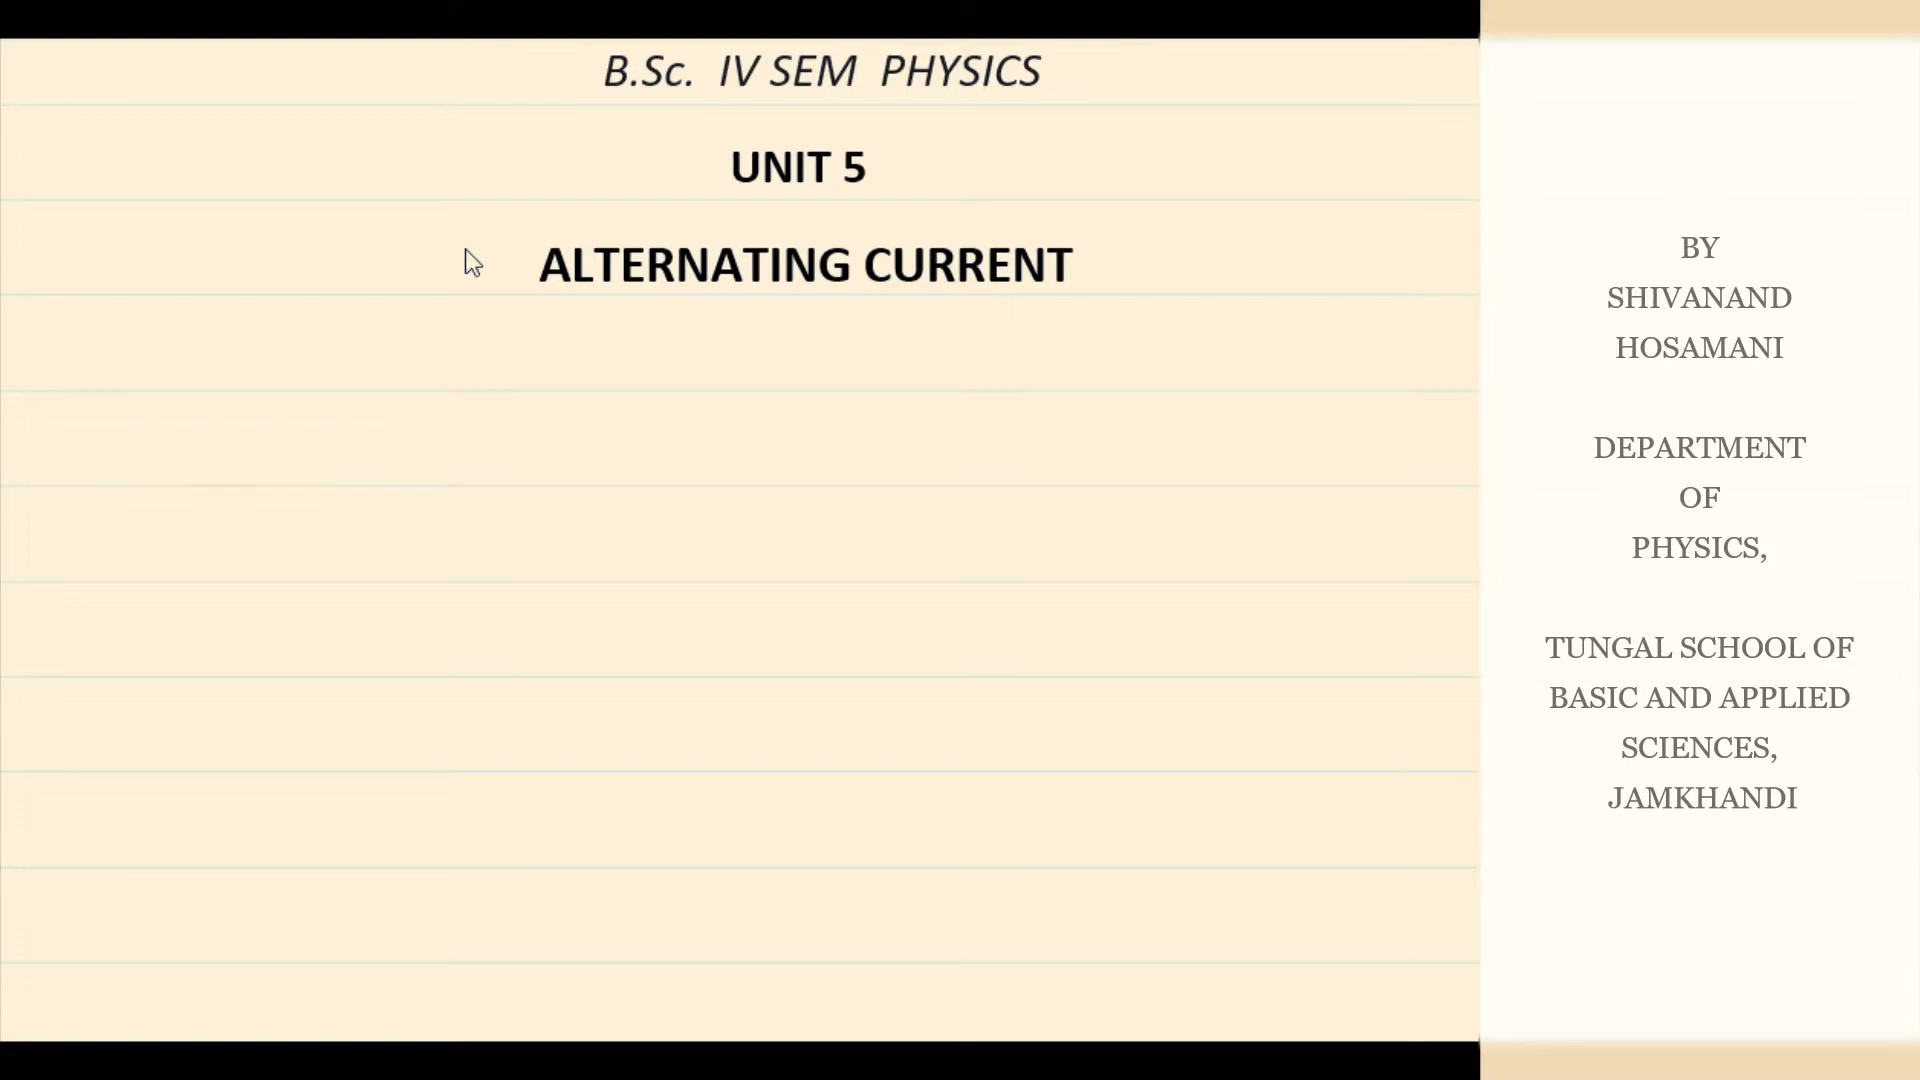 B.Sc. IV SEM PHYSICS
UNIT 5
ALTERNATING CURRENT
BY
SHIVANAND
HOSAMANI
DEPARTMENT
OF
PHYSICS,
TUNGAL SCHOOL OF
BASIC AND APPLIED
SCIENCES,
JAMKHANDI